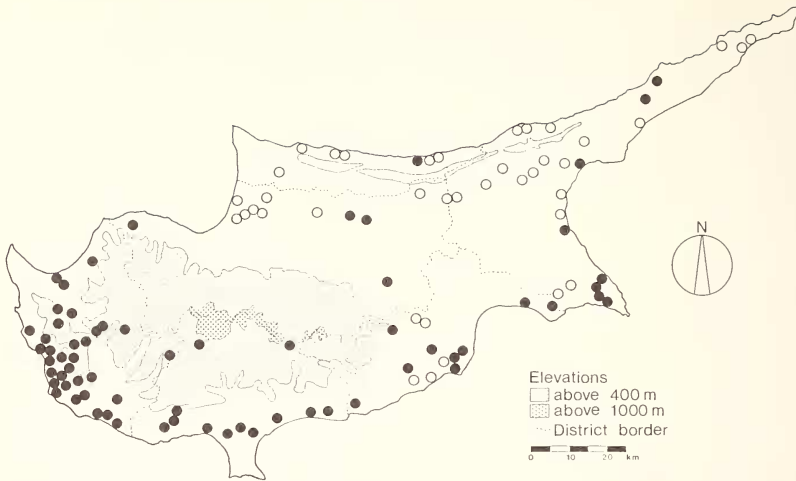 N
Elevations
above 400 m
above 1000 m
District border
0 10 20 km